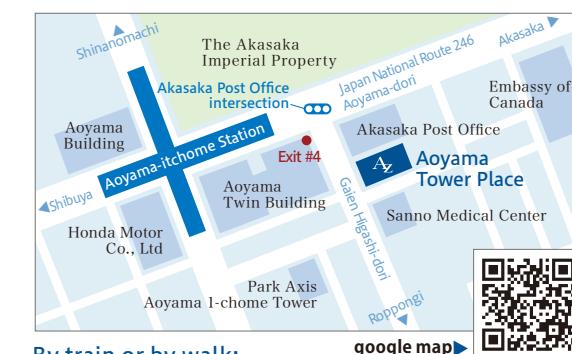 Shinanomachi
The Akasaka
Imperial Property
Akasaka
Japan National Route 246
Aoyama-dori
Akasaka Post Office
intersection
Embassy of
Canada
Aoyama
Building
Aoyama-itchome Station
Exit #4
Akasaka Post Office
AZ
Aoyama
Tower Place
Shibuya
Aoyama
Twin Building
Gaien Higashi-dori
Sanno Medical Center
Honda Motor
Co., Ltd
Park Axis
Aoyama 1-chome Tower
Roppongi
google map
By train or by walk: